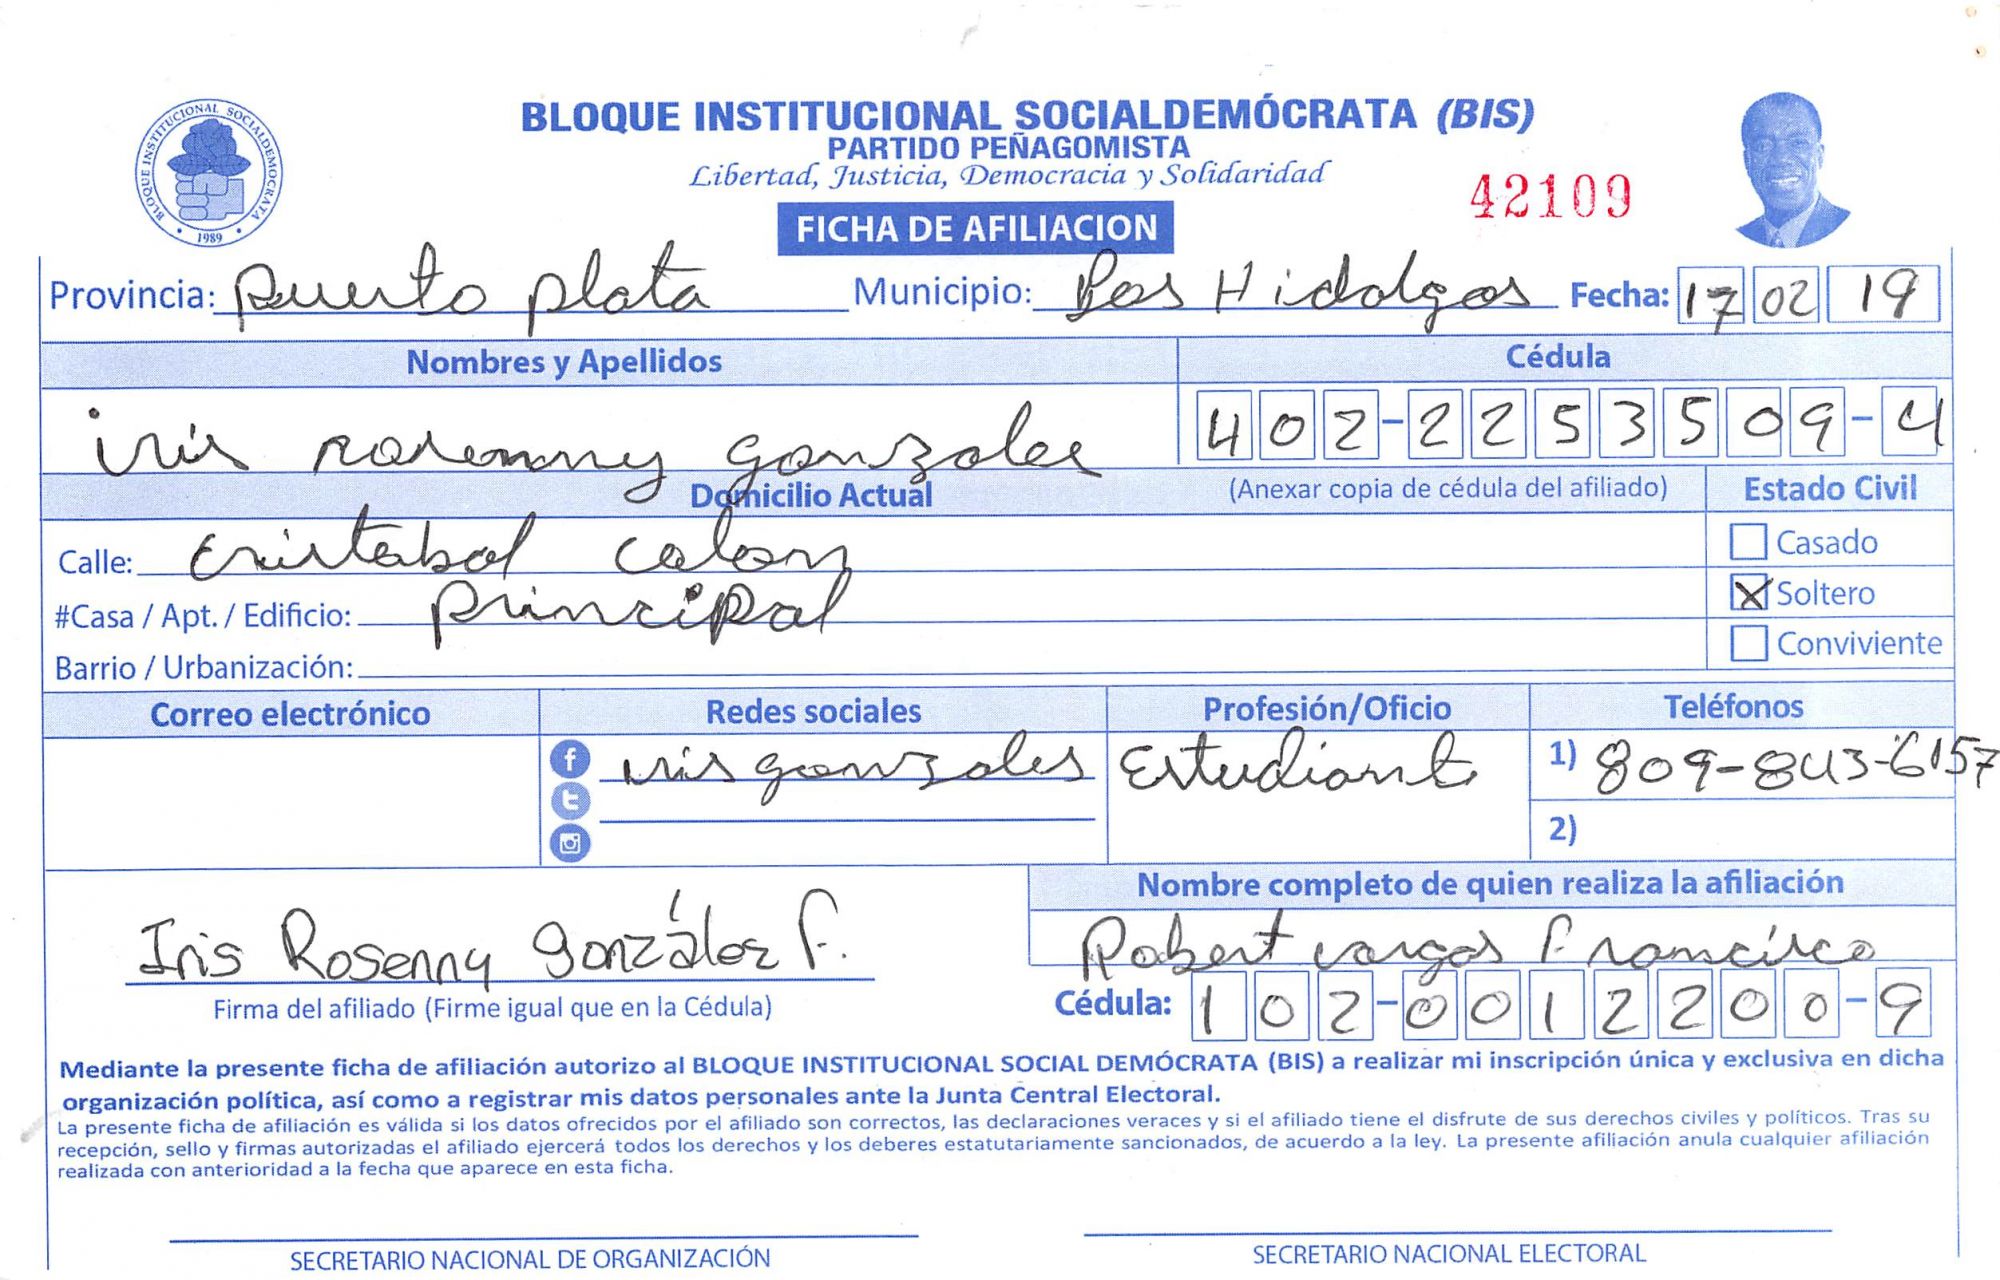 BLOQUE INSTITUCIONAL SOCIALDEMOCRATA
1989
BLOQUE INSTITUCIONAL SOCIALDEMÓCRATA (BIS)
PARTIDO PEÑAGOMISTA
Libertad, Justicia, Democracia y Solidaridad
42109
FICHA DE AFILIACION
Provincia: puerto plata Municipio: Los Hidalgos Fecha: 17 02 19
Nombres y Apellidos Cédula
iris rosenny gonzales 402-2253509-4
Domicilio Actual (Anexar copia de cédula del afiliado) Estado Civil
Calle: Cristobal colon Casado
#Casa / Apt. / Edificio: principal X Soltero
Barrio / Urbanización: Conviviente
Correo electrónico Redes sociales Profesión/Oficio Teléfonos
iris gonzales Estudiante 1) 809-843-6157
2)
Nombre completo de quien realiza la afiliación
Iris Rosenny González F. Robert vargas Francisco
Firma del afiliado (Firme igual que en la Cédula) Cédula: 102-0012200-9
Mediante la presente ficha de afiliación autorizo al BLOQUE INSTITUCIONAL SOCIAL DEMÓCRATA (BIS) a realizar mi inscripción única y exclusiva en dicha
organización política, así como a registrar mis datos personales ante la Junta Central Electoral.
La presente ficha de afiliación es válida si los datos ofrecidos por el afiliado son correctos, las declaraciones veraces y si el afiliado tiene el disfrute de sus derechos civiles y políticos. Tras su
recepción, sello y firmas autorizadas el afiliado ejercerá todos los derechos y los deberes estatutariamente sancionados, de acuerdo a la ley. La presente afiliación anula cualquier afiliación
realizada con anterioridad a la fecha que aparece en esta ficha.
SECRETARIO NACIONAL DE ORGANIZACIÓN SECRETARIO NACIONAL ELECTORAL